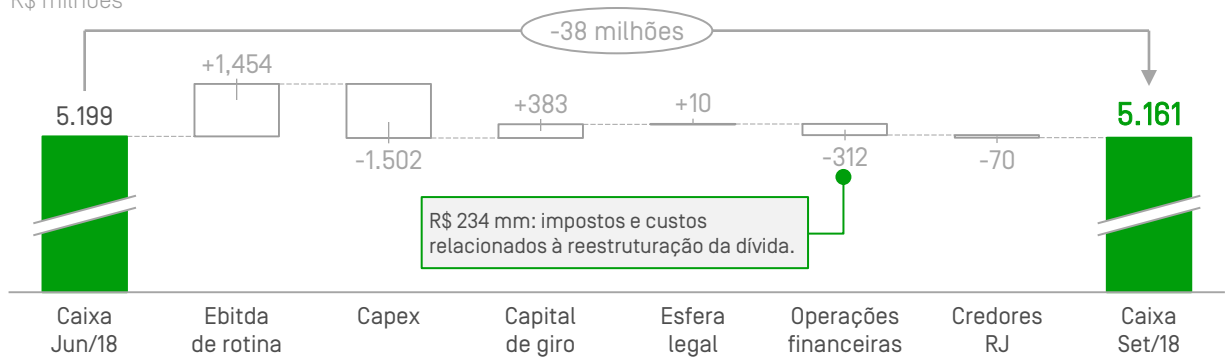 R$ milhões
-38 milhões
+1,454
5.199
+383
+10
5.161
-1.502
-312
-70
R$ 234 mm: impostos e custos
relacionados à reestruturação da dívida.
Caixa
Jun/18
Ebitda
de rotina
Capex
Capital
de giro
Esfera
legal
Operações
financeiras
Credores
RJ
Caixa
Set/18